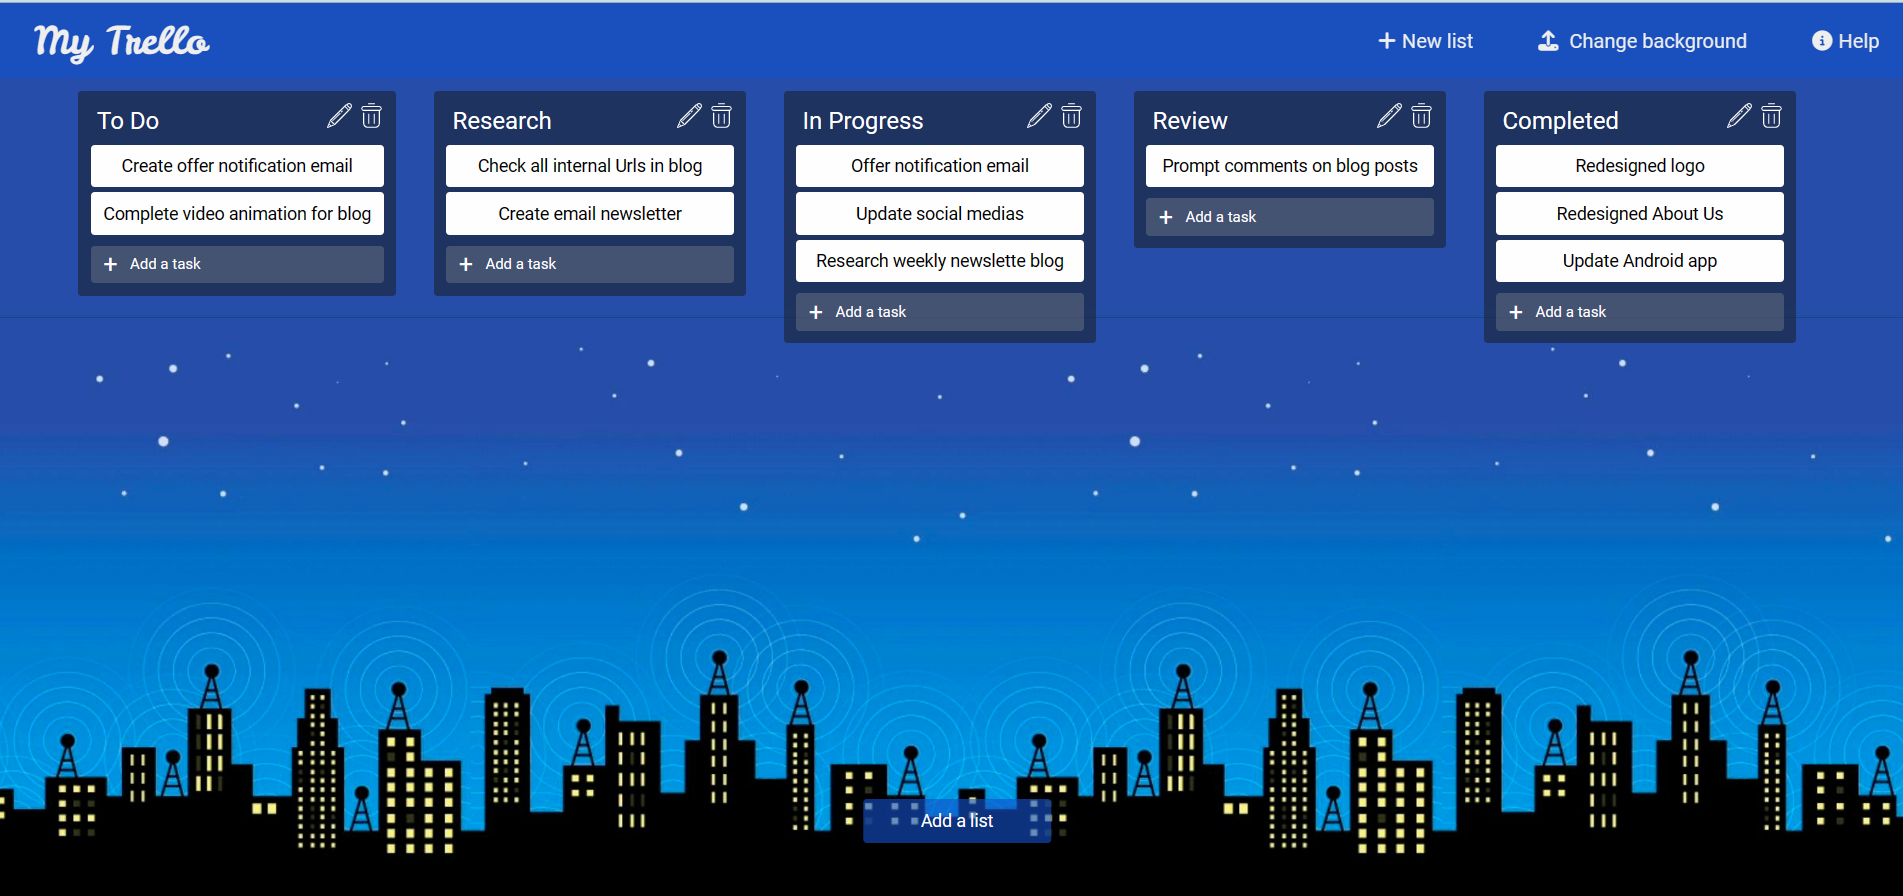 My Trello
New list
Change background
Help
To Do
Create offer notification email
Complete video animation for blog
Add a task
Research
Check all internal Urls in blog
Create email newsletter
Add a task
In Progress
Offer notification email
Update social medias
Research weekly newslette blog
Add a task
Review
Prompt comments on blog posts
Add a task
Completed
Redesigned logo
Redesigned About Us
Update Android app
Add a task
Add a list